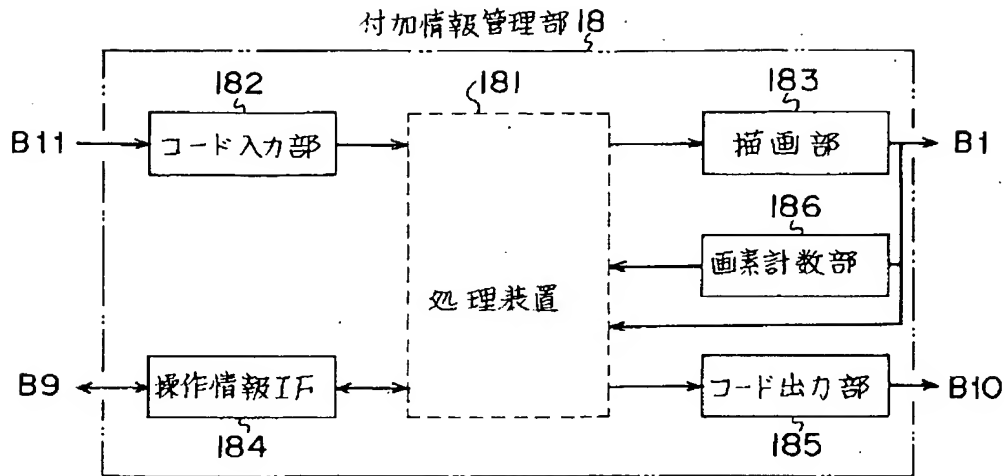 付加情報管理部18
182
181
183
B11
コード入力部
描画部
B1
186
画素計数部
処理装置
B9
操作情報IF
コード出力部
B10
184
185